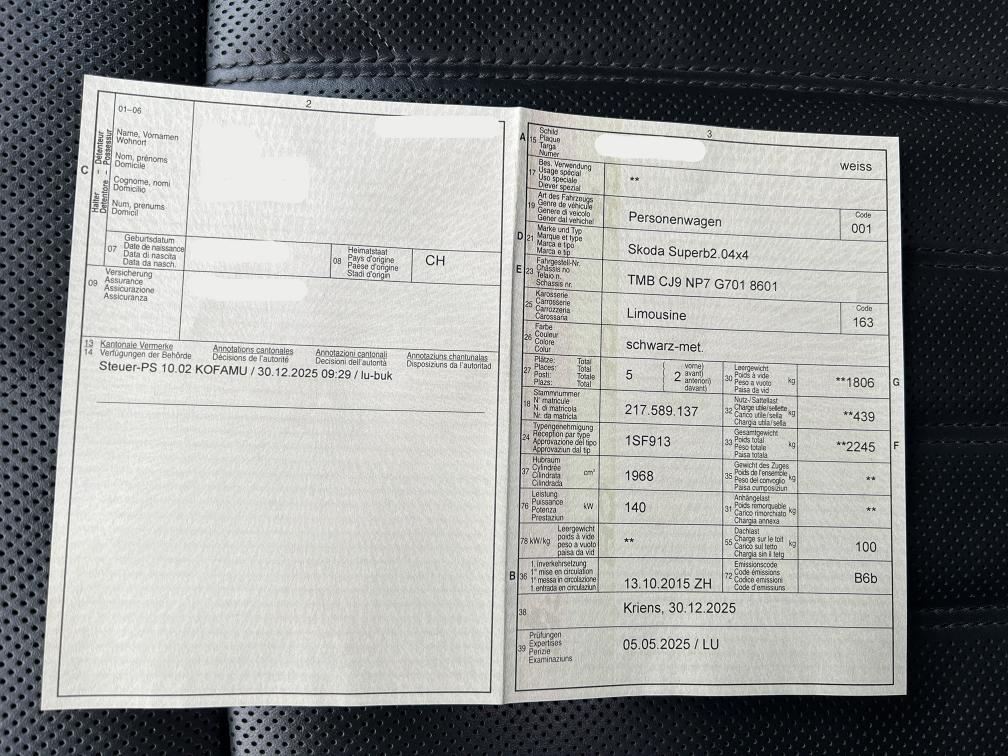 2
01–06
Name, Vornamen
Wohnort
Nom, prénoms
Domicile
Cognome, nomi
Domicilio
Num, prenums
Domicil
C
Halter – Détenteur
Detentore – Possessur
07
Geburtsdatum
Date de naissance
Data di nascita
Data da nasch.
08
Heimatstaat
Pays d'origine
Paese d'origine
Stadi d'origin
CH
09
Versicherung
Assurance
Assicurazione
Assicuranza
13 Kantonale Vermerke Annotations cantonales Annotazioni cantonali Annotaziuns chantunalas
14 Verfügungen der Behörde Décisions de l'autorité Decisioni dell'autorità Disposiziuns da l'autoritad
Steuer-PS 10.02 KOFAMU / 30.12.2025 09:29 / lu-buk
3
A 15
Schild
Plaque
Targa
Numer
weiss
17
Bes. Verwendung
Usage spécial
Uso speciale
Diever spezial
**
19
Art des Fahrzeugs
Genre de véhicule
Genere di veicolo
Gener dal vehichel
Personenwagen
Code
001
D 21
Marke und Typ
Marque et type
Marca e tipo
Marca e tip
Skoda Superb2.04x4
E 23
Fahrgestell-Nr.
Châssis no
Telaio n.
Schassis nr.
TMB CJ9 NP7 G701 8601
25
Karosserie
Carrosserie
Carrozzeria
Carossaria
Limousine
Code
163
26
Farbe
Couleur
Colore
Colur
schwarz-met.
27
Plätze: Total
Places: Total
Posti: Totale
Plazs: Total
5
2
vorne)
avant)
anteriori)
davant)
30
Leergewicht
Poids à vide
Peso a vuoto
Paisa da vid
kg
**1806
G
18
Stammnummer
N° matricule
N. di matricola
Nr. da matricla
217.589.137
32
Nutz-/Sattellast
Charge utile/sellette
Carico utile/sella
Chargia utila/sella
kg
**439
24
Typengenehmigung
Réception par type
Approvazione del tipo
Approvaziun dal tip
1SF913
33
Gesamtgewicht
Poids total
Peso totale
Paisa totala
kg
**2245
F
37
Hubraum
Cylindrée
Cilindrata
Cilindrada
cm³
1968
35
Gewicht des Zuges
Poids de l'ensemble
Peso del convoglio
Paisa cumposiziun
kg
**
76
Leistung
Puissance
Potenza
Prestaziun
kW
140
31
Anhängelast
Poids remorquable
Carico rimorchiato
Chargia annexa
kg
**
78 kW/kg
Leergewicht
poids à vide
peso a vuoto
paisa da vid
**
55
Dachlast
Charge sur le toit
Carico sul tetto
Chargia sin il tetg
kg
100
B 36
1. Inverkehrsetzung
1re mise en circulation
1a messa in circolazione
1. entrada en circulaziun
13.10.2015 ZH
72
Emissionscode
Code émissions
Codice emissioni
Code d'emissiuns
B6b
38
Kriens, 30.12.2025
39
Prüfungen
Expertises
Perizie
Examinaziuns
05.05.2025 / LU